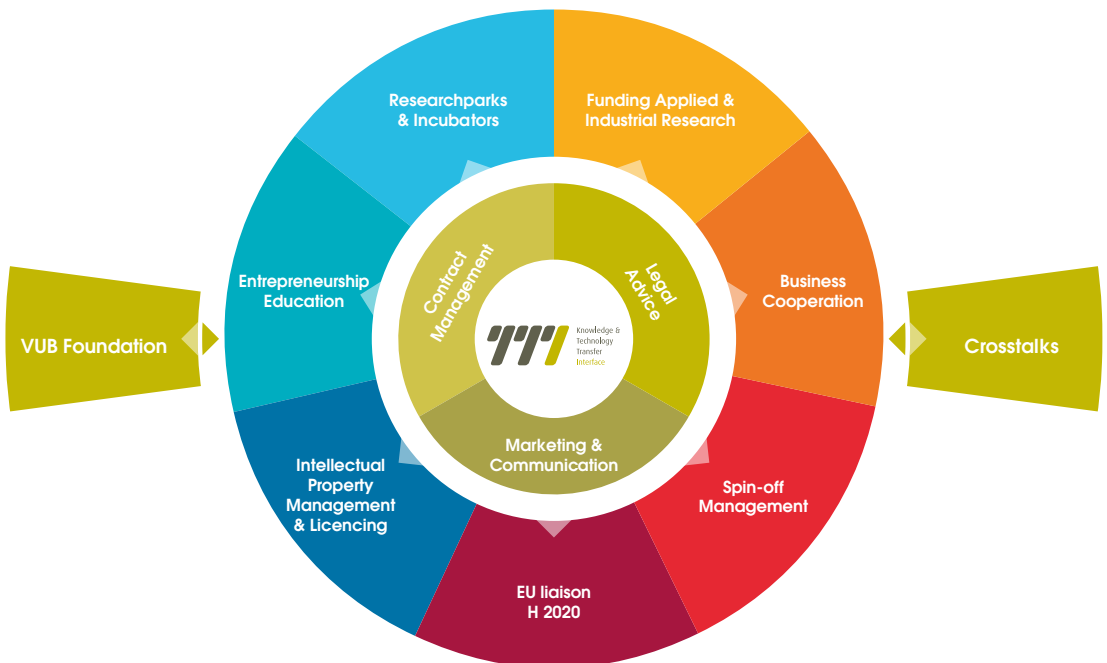 Researchparks
& Incubators
Funding Applied &
Industrial Research
Entrepreneurship
Education
Business
Cooperation
Contract
Management
Legal
Advice
Knowledge &
Technology
Transfer
Interface
TTI
VUB Foundation
Crosstalks
Marketing &
Communication
Intellectual
Property
Management
& Licencing
Spin-off
Management
EU liaison
H 2020